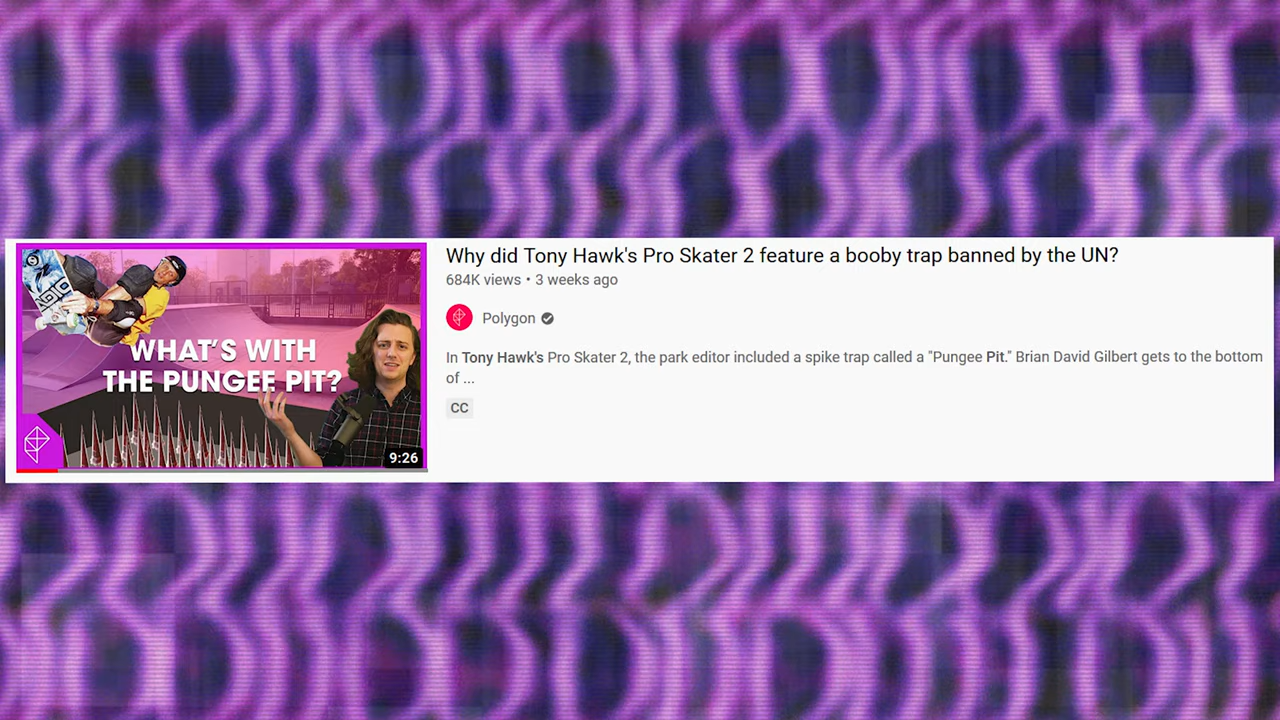 WHAT'S WITH
THE PUNGEE PIT?
9:26
Why did Tony Hawk's Pro Skater 2 feature a booby trap banned by the UN?
684K views • 3 weeks ago
Polygon
In Tony Hawk's Pro Skater 2, the park editor included a spike trap called a "Pungee Pit." Brian David Gilbert gets to the bottom
of ...
CC